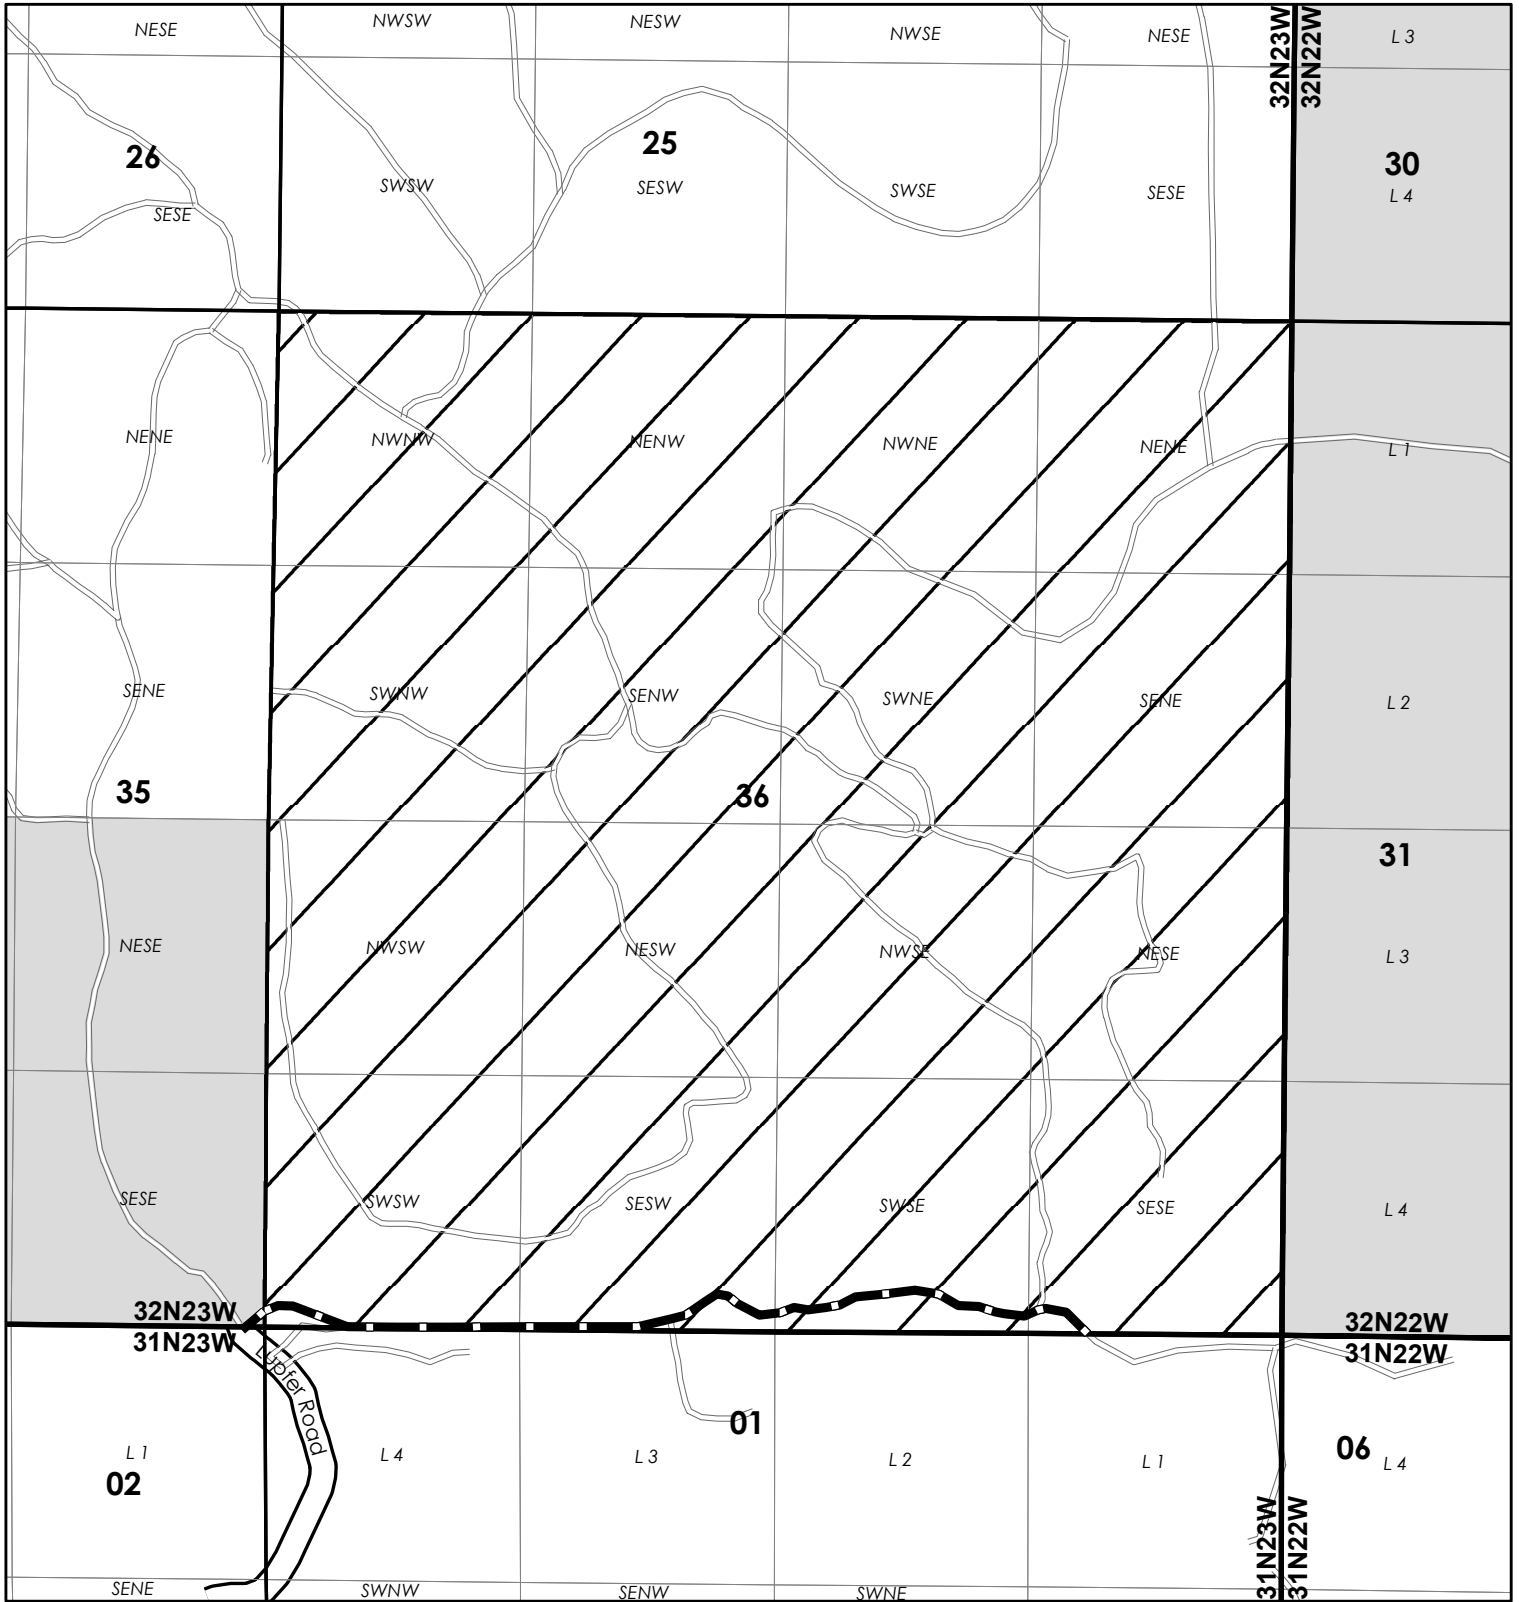 NESE
NWSW
NESW
NWSE
NESE
32N23W
32N22W
L 3
26
25
30
SESE
SWSW
SESW
SWSE
SESE
L 4
NENE
NWNW
NENW
NWNE
NENE
L 1
SENE
SWNW
SENW
SWNE
SENE
L 2
35
36
31
NESE
NWSW
NESW
NWSE
NESE
L 3
SESE
SWSW
SESW
SWSE
SESE
L 4
32N23W
31N23W
32N22W
31N22W
Lupfer Road
L 1
02
L 4
L 3
01
L 2
L 1
06
L 4
31N23W
31N22W
SENE
SWNW
SENW
SWNE